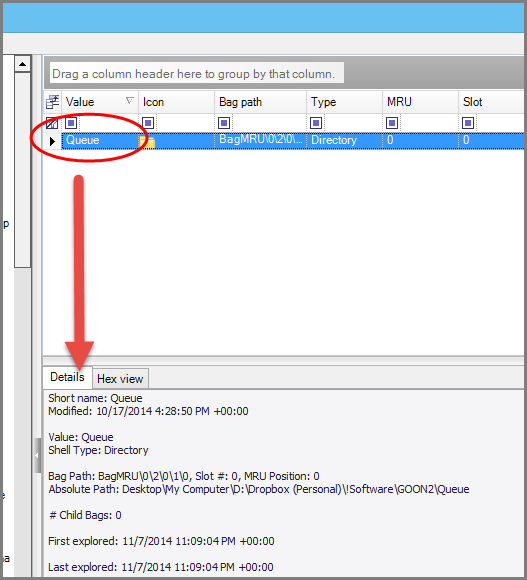 Drag a column header here to group by that column.
Value Icon Bag path Type MRU Slot
Queue BagMRU\0\2\0\... Directory 0 0
p
Details Hex view
Short name: Queue
Modified: 10/17/2014 4:28:50 PM +00:00
Value: Queue
Shell Type: Directory
Bag Path: BagMRU\0\2\0\1\0, Slot #: 0, MRU Position: 0
Absolute Path: Desktop\My Computer\D:\Dropbox (Personal)\!Software\GOON2\Queue
# Child Bags: 0
e
First explored: 11/7/2014 11:09:04 PM +00:00
na
Last explored: 11/7/2014 11:09:04 PM +00:00